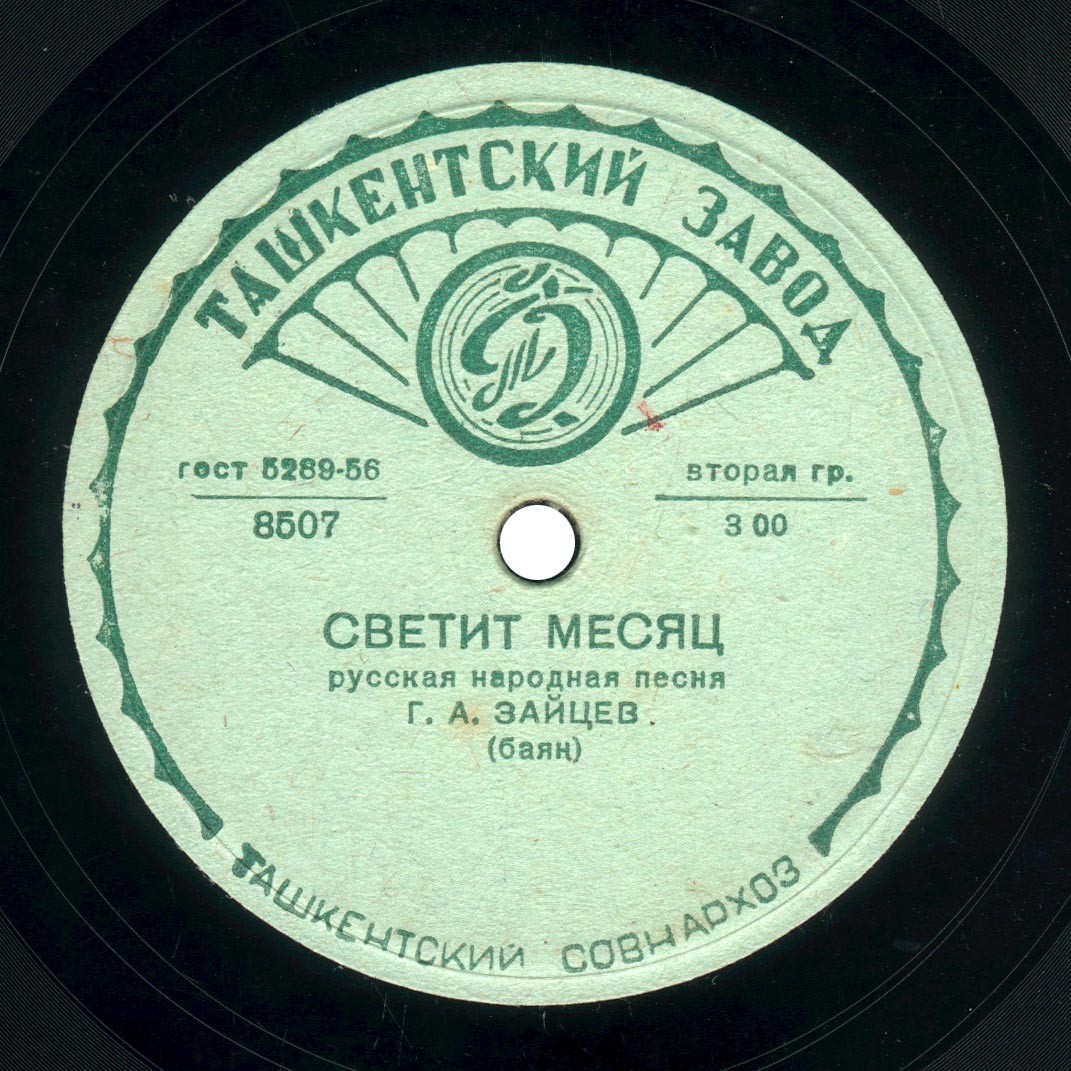 ТАШКЕНТСКИЙ ЗАВОД
гост 5289-56
8507
вторая гр.
3 00
СВЕТИТ МЕСЯЦ
русская народная песня
Г. А. ЗАЙЦЕВ
(баян)
ТАШКЕНТСКИЙ СОВНАРХОЗ